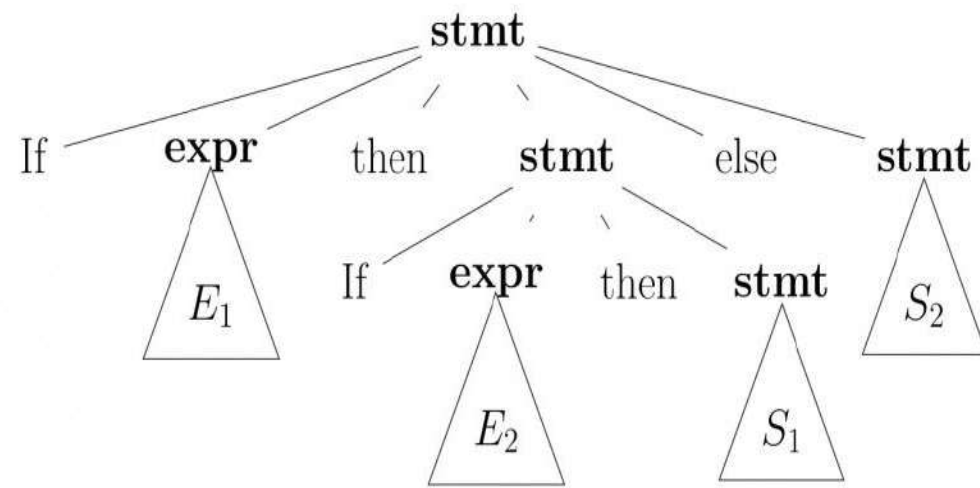 stmt
If expr then stmt else stmt
If expr then stmt
E₁ S₂
E₂ S₁